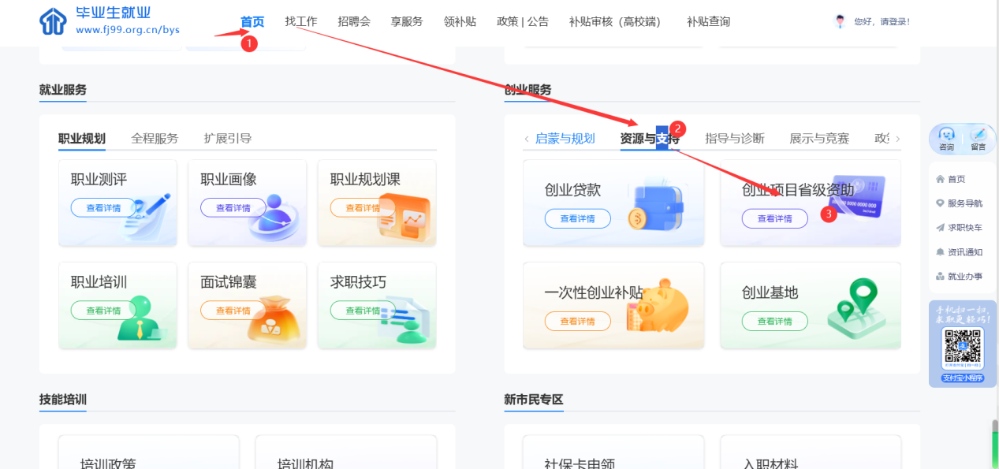 毕业生就业
www.fj99.org.cn/bys
首页 找工作 招聘会 享服务 领补贴 政策 | 公告 补贴审核（高校端） 补贴查询
您好，请登录!
1
就业服务
职业规划 全程服务 扩展引导
职业测评
查看详情
职业画像
查看详情
职业规划课
查看详情
职业培训
查看详情
面试锦囊
查看详情
求职技巧
查看详情
创业服务
启蒙与规划 资源与支持 指导与诊断 展示与竞赛
2
创业贷款
查看详情
创业项目省级资助
查看详情
3
一次性创业补贴
查看详情
创业基地
查看详情
技能培训
培训政策
培训机构
新市民专区
社保卡申领
入职材料
咨询 留言
首页
服务导航
求职快车
资讯通知
就业办事
手机扫一扫，
求职更轻巧！
支付宝小程序